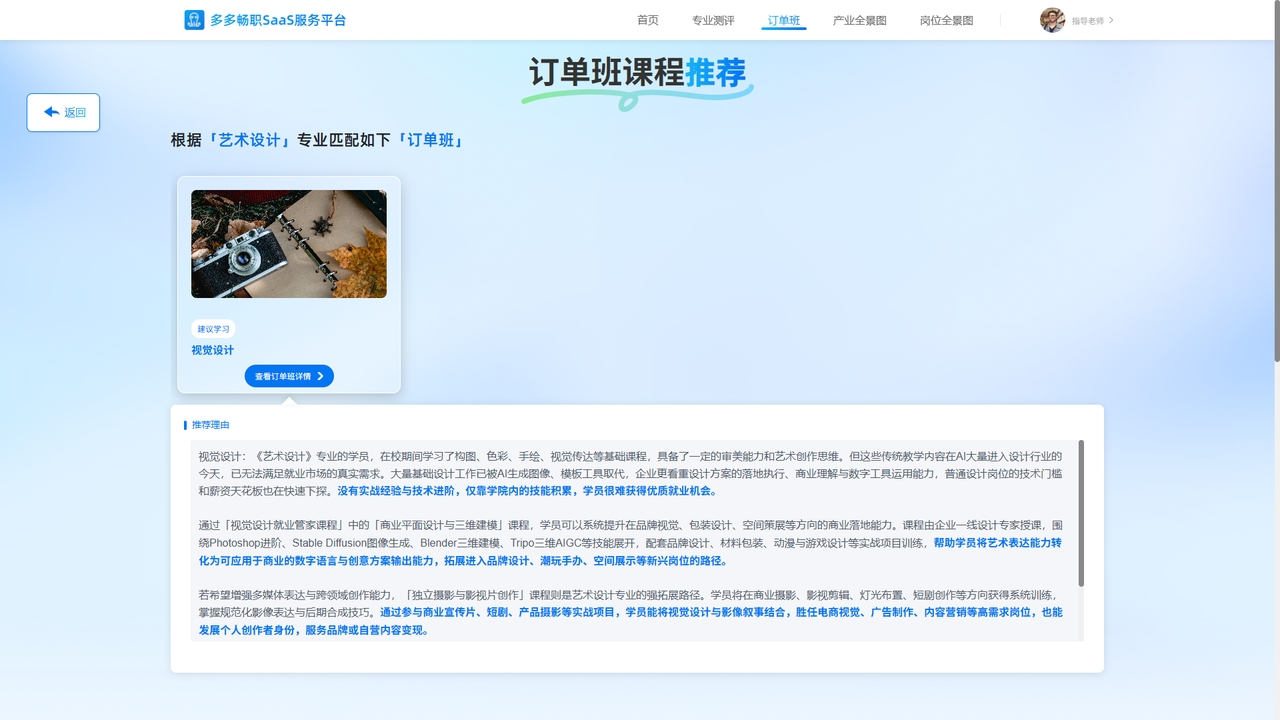 多多畅职SaaS服务平台
首页
专业测评
订单班
产业全景图
岗位全景图
指导老师
订单班课程推荐
返回
根据「艺术设计」专业匹配如下「订单班」
建议学习
视觉设计
查看订单班详情
推荐理由
视觉设计：《艺术设计》专业的学员，在校期间学习了构图、色彩、手绘、视觉传达等基础课程，具备了一定的审美能力和艺术创作思维。但这些传统教学内容在AI大量进入设计行业的
今天，已无法满足就业市场的真实需求。大量基础设计工作已被AI生成图像、模板工具取代，企业更看重设计方案的落地执行、商业理解与数字工具运用能力，普通设计岗位的技术门槛
和薪资天花板也在快速下探。没有实战经验与技术进阶，仅靠学院内的技能积累，学员很难获得优质就业机会。
通过「视觉设计就业管家课程」中的「商业平面设计与三维建模」课程，学员可以系统提升在品牌视觉、包装设计、空间策展等方向的商业落地能力。课程由企业一线设计专家授课，围
绕Photoshop进阶、Stable Diffusion图像生成、Blender三维建模、Tripo三维AIGC等技能展开，配套品牌设计、材料包装、动漫与游戏设计等实战项目训练，帮助学员将艺术表达能力转
化为可应用于商业的数字语言与创意方案输出能力，拓展进入品牌设计、潮玩手办、空间展示等新兴岗位的路径。
若希望增强多媒体表达与跨领域创作能力，「独立摄影与影视片创作」课程则是艺术设计专业的强拓展路径。学员将在商业摄影、影视剪辑、灯光布置、短剧创作等方向获得系统训练，
掌握规范化影像表达与后期合成技巧。通过参与商业宣传片、短剧、产品摄影等实战项目，学员能将视觉设计与影像叙事结合，胜任电商视觉、广告制作、内容营销等高需求岗位，也能
发展个人创作者身份，服务品牌或自营内容变现。